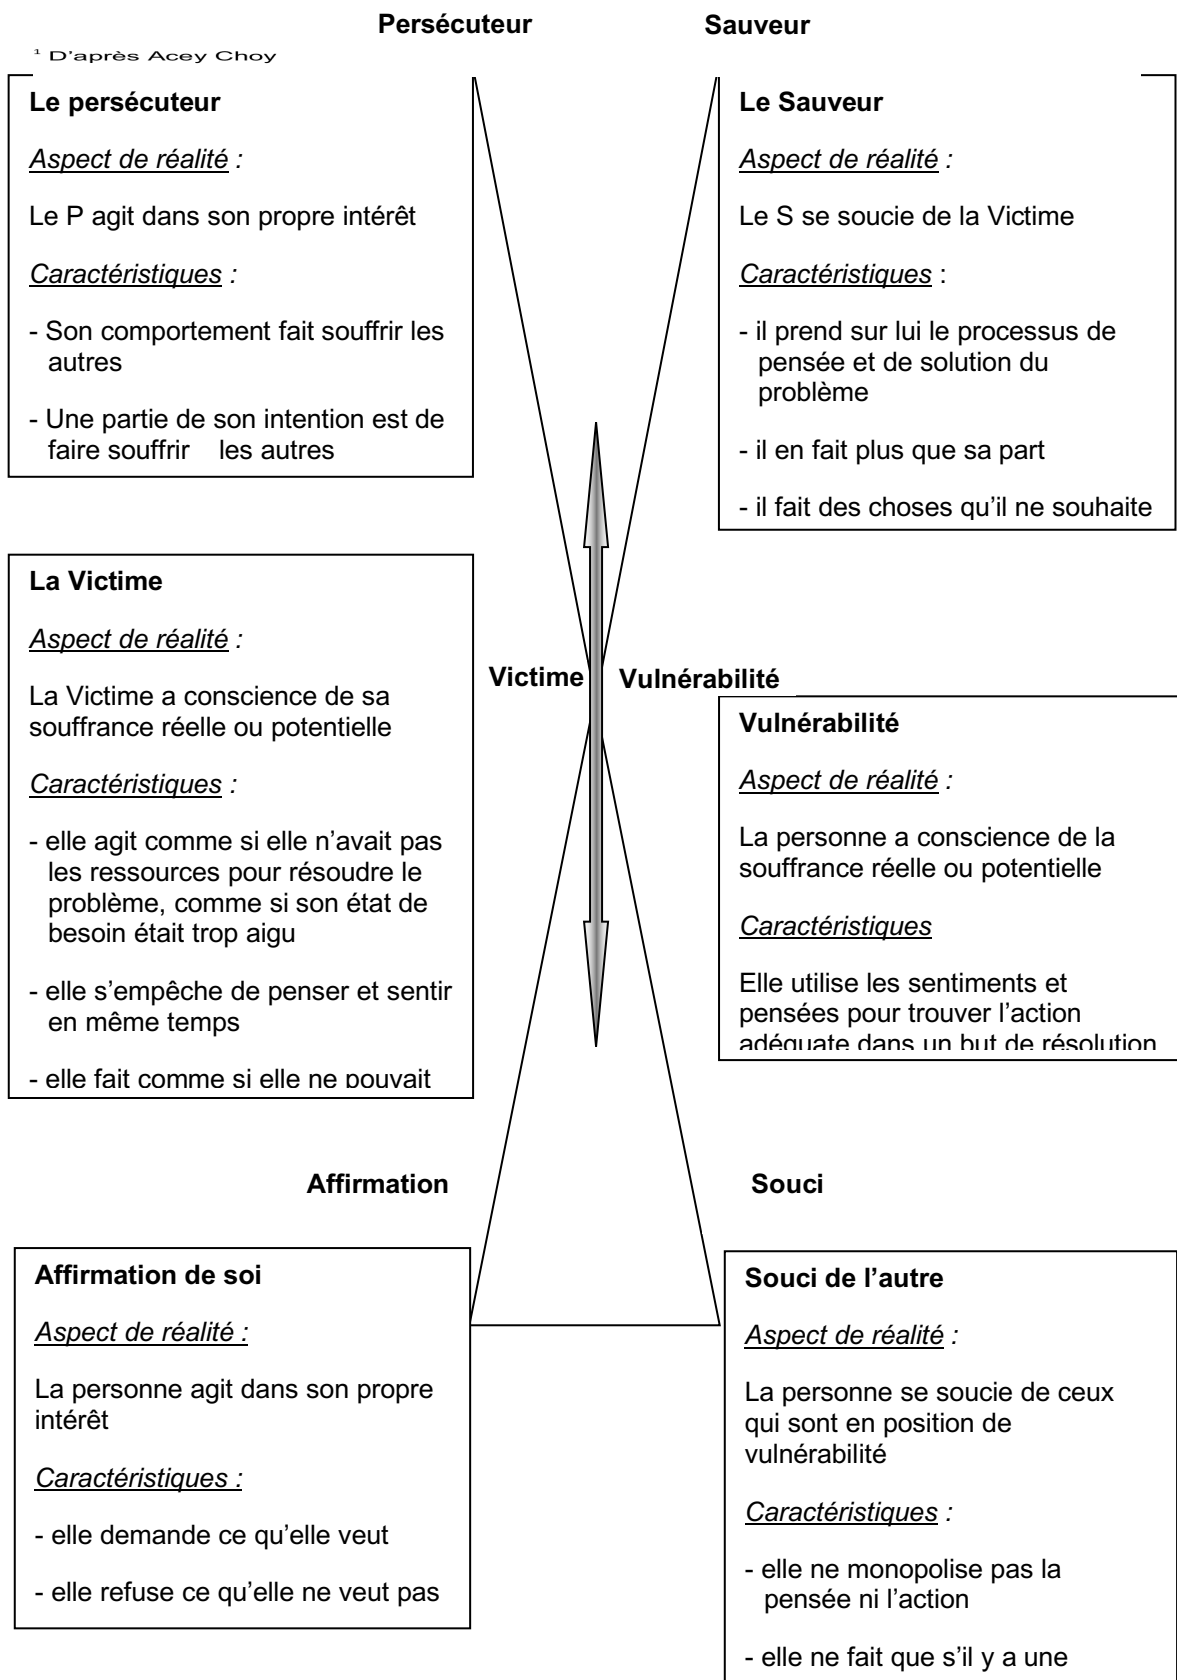 Persécuteur
Sauveur
¹ D'après Acey Choy
Le persécuteur
Aspect de réalité :
Le P agit dans son propre intérêt
Caractéristiques :
- Son comportement fait souffrir les
autres
- Une partie de son intention est de
faire souffrir les autres
Le Sauveur
Aspect de réalité :
Le S se soucie de la Victime
Caractéristiques :
- il prend sur lui le processus de
pensée et de solution du
problème
- il en fait plus que sa part
- il fait des choses qu'il ne souhaite
La Victime
Aspect de réalité :
La Victime a conscience de sa
souffrance réelle ou potentielle
Caractéristiques :
- elle agit comme si elle n'avait pas
les ressources pour résoudre le
problème, comme si son état de
besoin était trop aigu
- elle s'empêche de penser et sentir
en même temps
- elle fait comme si elle ne pouvait
Victime
Vulnérabilité
Vulnérabilité
Aspect de réalité :
La personne a conscience de la
souffrance réelle ou potentielle
Caractéristiques
Elle utilise les sentiments et
pensées pour trouver l'action
adéquate dans un but de résolution
Affirmation
Souci
Affirmation de soi
Aspect de réalité :
La personne agit dans son propre
intérêt
Caractéristiques :
- elle demande ce qu'elle veut
- elle refuse ce qu'elle ne veut pas
Souci de l'autre
Aspect de réalité :
La personne se soucie de ceux
qui sont en position de
vulnérabilité
Caractéristiques :
- elle ne monopolise pas la
pensée ni l'action
- elle ne fait que s'il y a une